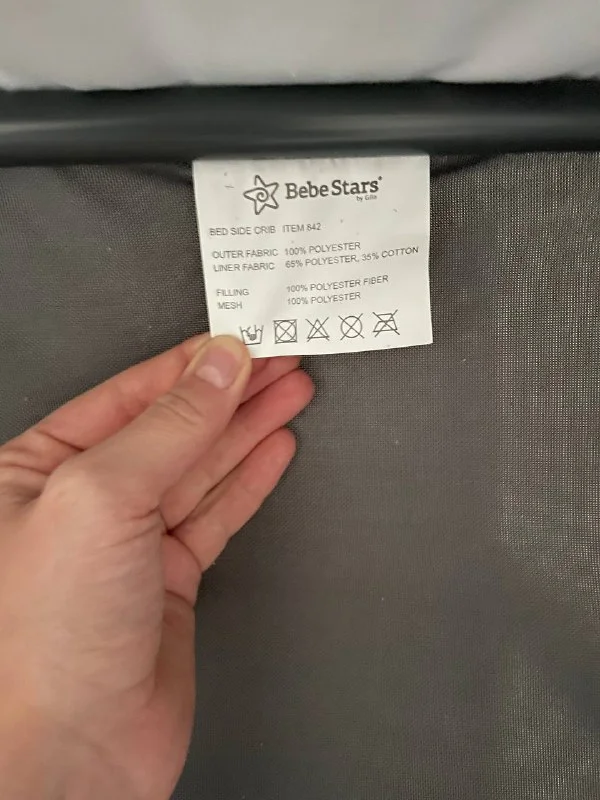 Bebe Stars®
by Gíla
BED SIDE CRIB ITEM 842
OUTER FABRIC 100% POLYESTER
LINER FABRIC 65% POLYESTER, 35% COTTON
FILLING 100% POLYESTER FIBER
MESH 100% POLYESTER